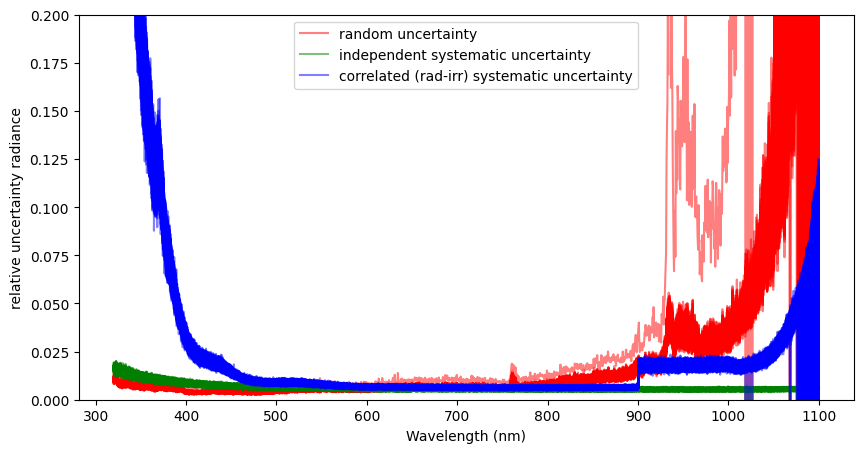 random uncertainty
independent systematic uncertainty
correlated (rad-irr) systematic uncertainty
relative uncertainty radiance
0.200
0.175
0.150
0.125
0.100
0.075
0.050
0.025
0.000
300 400 500 600 700 800 900 1000 1100
Wavelength (nm)